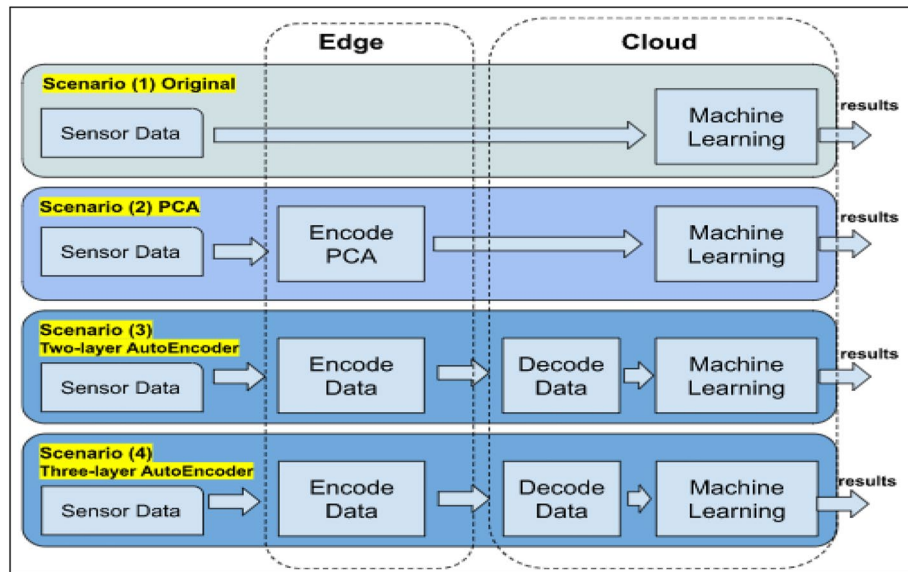 Edge
Cloud
Scenario (1) Original
Sensor Data
Machine
Learning
results
Scenario (2) PCA
Sensor Data
Encode
PCA
Machine
Learning
results
Scenario (3)
Two-layer AutoEncoder
Sensor Data
Encode
Data
Decode
Data
Machine
Learning
results
Scenario (4)
Three-layer AutoEncoder
Sensor Data
Encode
Data
Decode
Data
Machine
Learning
results